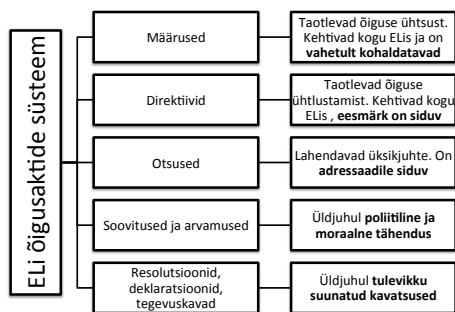 ELi õigusaktide süsteem
Määrused
Taotlevad õiguse ühtsust.
Kehtivad kogu ELis ja on
vahetult kohaldatavad
Direktiivid
Taotlevad õiguse
ühtlustamist. Kehtivad kogu
ELis , eesmärk on siduv
Otsused
Lahendavad üksikjuhte. On
adressaadile siduv
Soovitused ja arvamused
Üldjuhul poliitiline ja
moraalne tähendus
Resolutsioonid,
deklaratsioonid,
tegevuskavad
Üldjuhul tulevikku
suunatud kavatsused